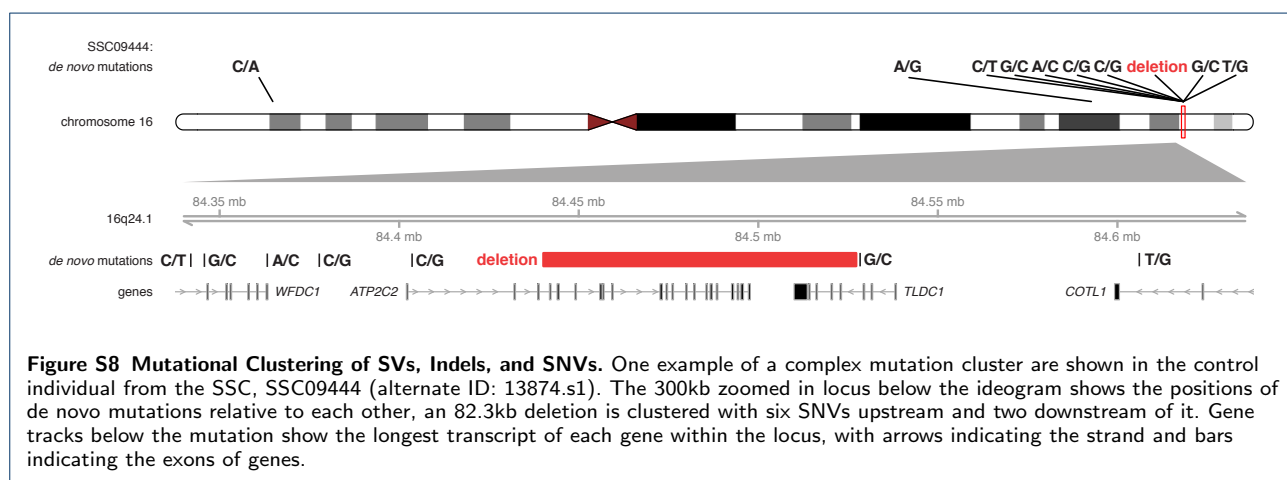 SSC09444:
de novo mutations C/A A/G C/T G/C A/C C/G C/G deletion G/C T/G
chromosome 16
84.35 mb 84.45 mb 84.55 mb
16q24.1
84.4 mb 84.5 mb 84.6 mb
de novo mutations C/T G/C A/C C/G C/G deletion G/C T/G
genes WFDC1 ATP2C2 TLDC1 COTL1
Figure S8 Mutational Clustering of SVs, Indels, and SNVs. One example of a complex mutation cluster are shown in the control
individual from the SSC, SSC09444 (alternate ID: 13874.s1). The 300kb zoomed in locus below the ideogram shows the positions of
de novo mutations relative to each other, an 82.3kb deletion is clustered with six SNVs upstream and two downstream of it. Gene
tracks below the mutation show the longest transcript of each gene within the locus, with arrows indicating the strand and bars
indicating the exons of genes.